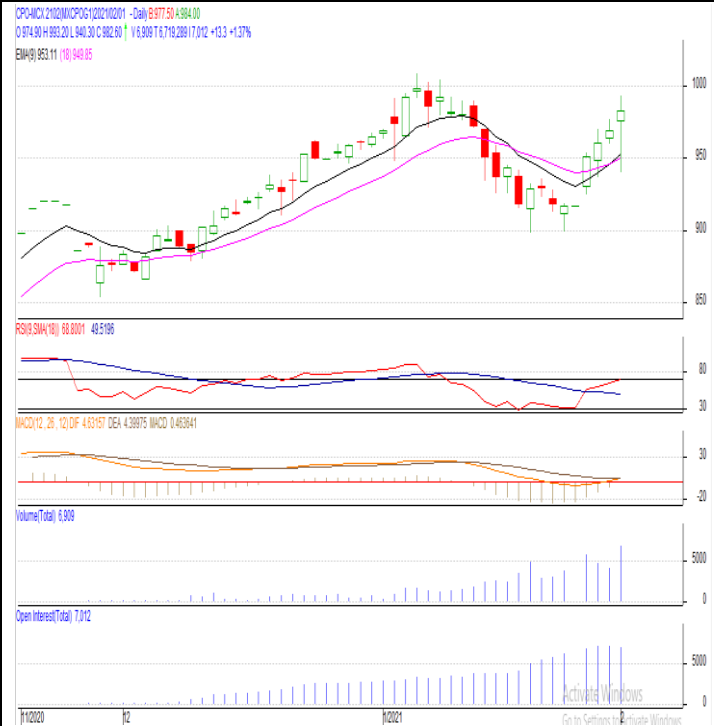 CPO-MCX 2102(MXCPOG1)2021/02/01 - Daily B:977.50 A:984.00
O 974.90 H 993.20 L 940.30 C 982.60 ↑ V 6,909 T 6,719,289 I 7,012 +13.3 +1.37%
EMA(9) 953.11 (18) 949.85
1000
950
900
850
RSI(9,SMA(18)) 68.8001 49.5196
80
30
MACD(12, 26, 12) DIF 4.63157 DEA 4.39975 MACD 0.463641
30
-20
Volume(Total) 6,909
5000
0
Open Interest(Total) 7,012
5000
Activate Windows
0
11/2020 12 1/2021 2
Go to Settings to activate Windows